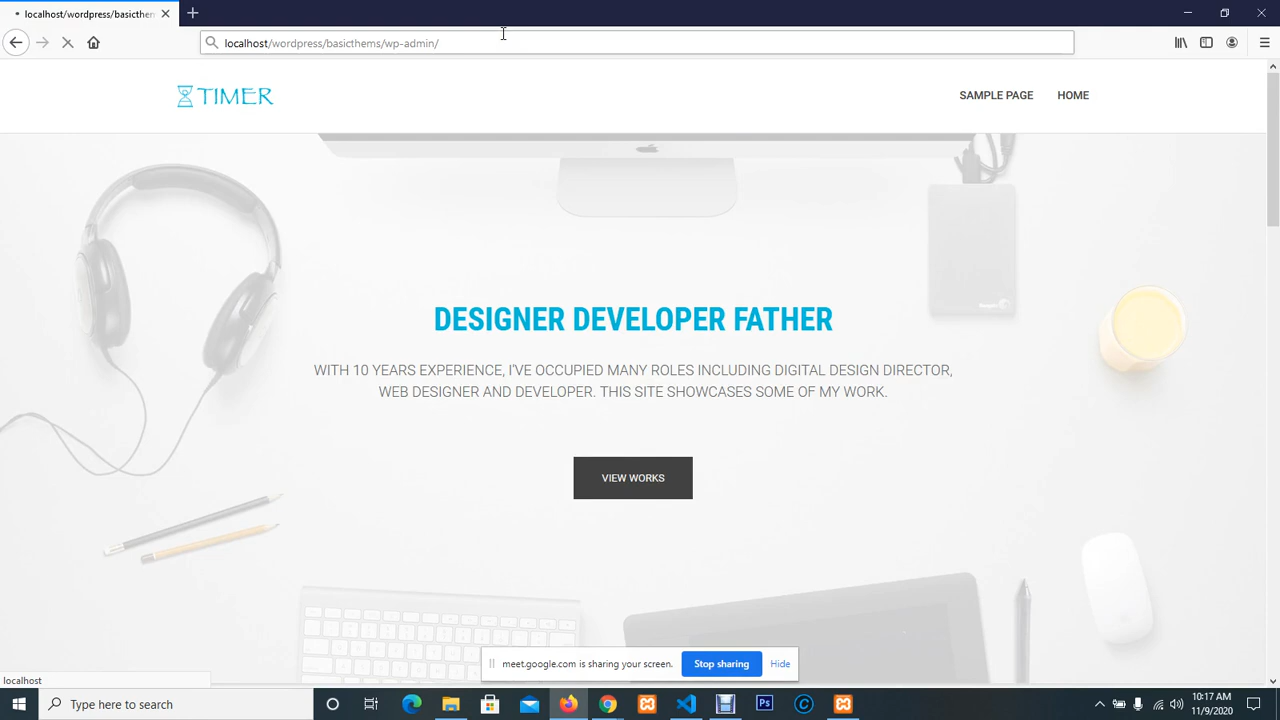 localhost/wordpress/basicthem
localhost/wordpress/basicthems/wp-admin/
TIMER
SAMPLE PAGE HOME
DESIGNER DEVELOPER FATHER
WITH 10 YEARS EXPERIENCE, I'VE OCCUPIED MANY ROLES INCLUDING DIGITAL DESIGN DIRECTOR,
WEB DESIGNER AND DEVELOPER. THIS SITE SHOWCASES SOME OF MY WORK.
VIEW WORKS
meet.google.com is sharing your screen. Stop sharing Hide
localhost
Type here to search
10:17 AM
11/9/2020